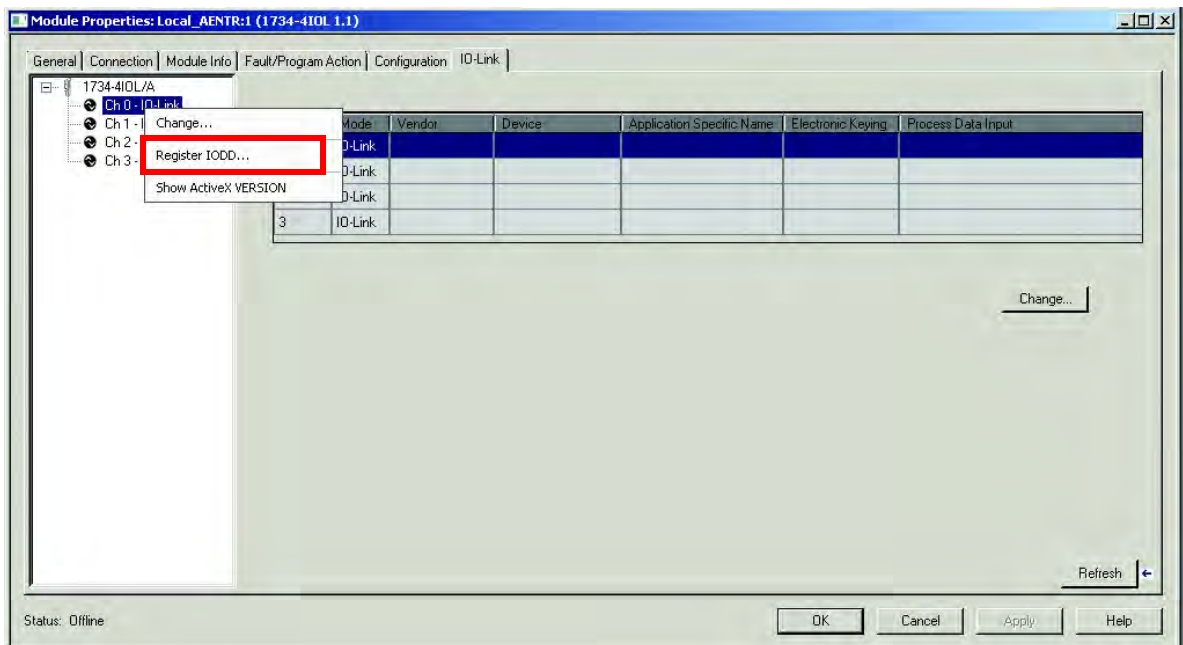 Module Properties: Local_AENTR:1 (1734-4IOL 1.1)
General Connection Module Info Fault/Program Action Configuration IO-Link
1734-4IOL/A
Ch 0 - IO-Link
Ch 1 - I
Ch 2 -
Ch 3 -
Change...
Register IODD...
Show ActiveX VERSION
Mode Vendor Device Application Specific Name Electronic Keying Process Data Input
O-Link
O-Link
O-Link
3 IO-Link
Change...
Refresh
Status: Offline
OK Cancel Apply Help